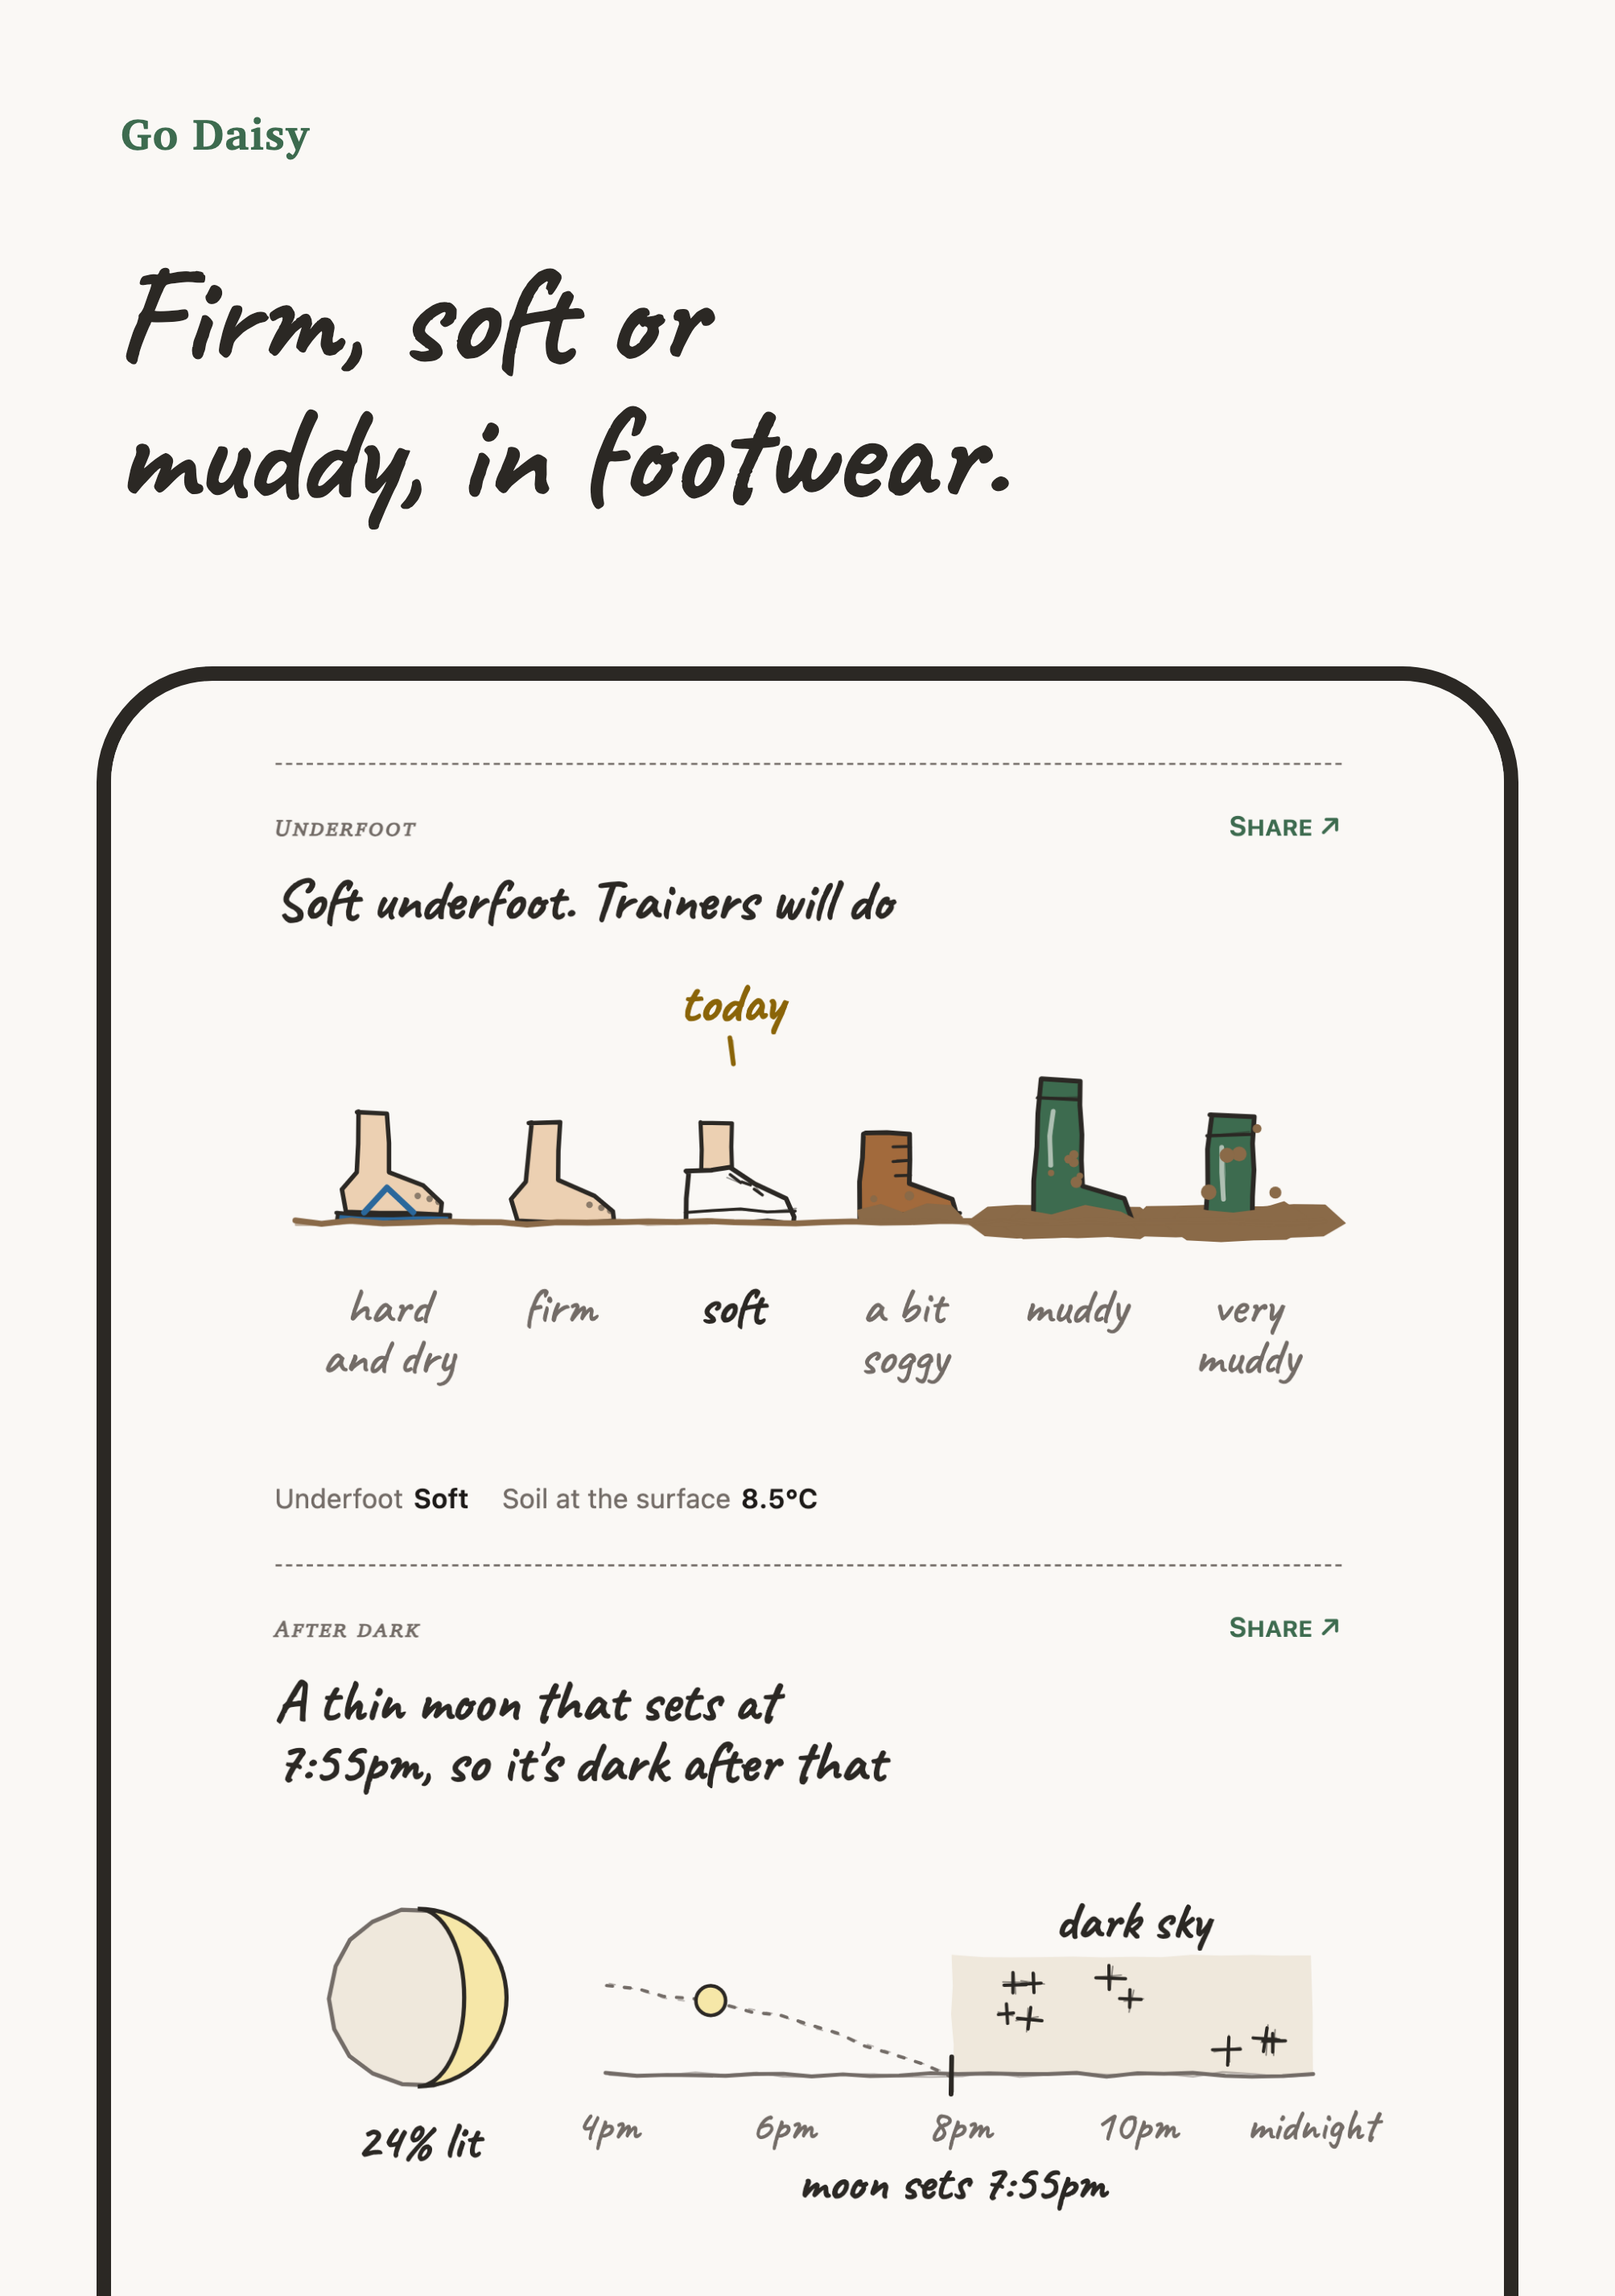 Go Daisy
Firm, soft or
muddy, in footwear.
UNDERFOOT
SHARE ↗
Soft underfoot. Trainers will do
today
hard
and dry
firm
soft
a bit
soggy
muddy
very
muddy
Underfoot Soft Soil at the surface 8.5°C
AFTER DARK
SHARE ↗
A thin moon that sets at
7:55pm, so it's dark after that
dark sky
24% lit
4pm 6pm 8pm 10pm midnight
moon sets 7:55pm